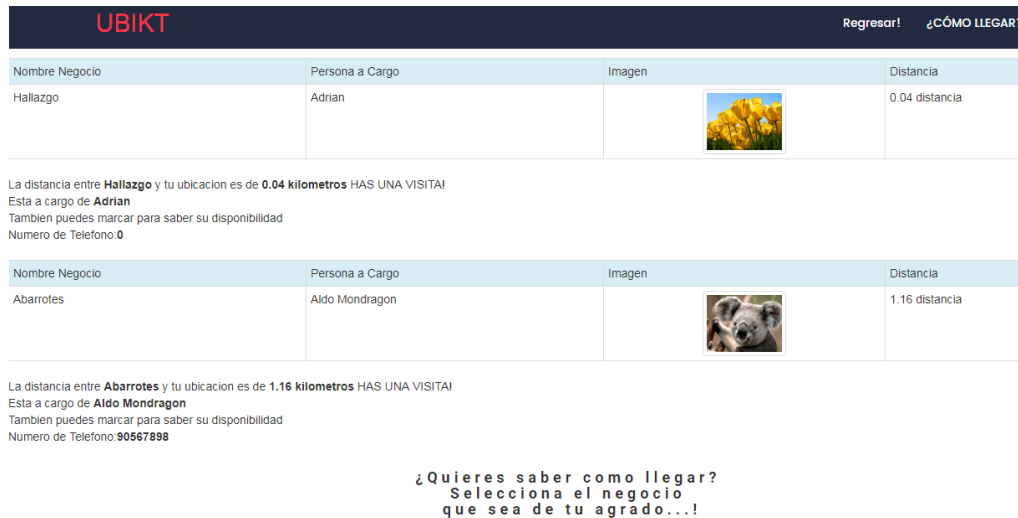 UBIKT Regresar! ¿CÓMO LLEGAR?
Nombre Negocio Persona a Cargo Imagen Distancia
Hallazgo Adrian 0.04 distancia
La distancia entre Hallazgo y tu ubicacion es de 0.04 kilometros HAS UNA VISITA!
Esta a cargo de Adrian
Tambien puedes marcar para saber su disponibilidad
Numero de Telefono:0
Nombre Negocio Persona a Cargo Imagen Distancia
Abarrotes Aldo Mondragon 1.16 distancia
La distancia entre Abarrotes y tu ubicacion es de 1.16 kilometros HAS UNA VISITA!
Esta a cargo de Aldo Mondragon
Tambien puedes marcar para saber su disponibilidad
Numero de Telefono:90567898
¿Quieres saber como llegar?
Selecciona el negocio
que sea de tu agrado...!